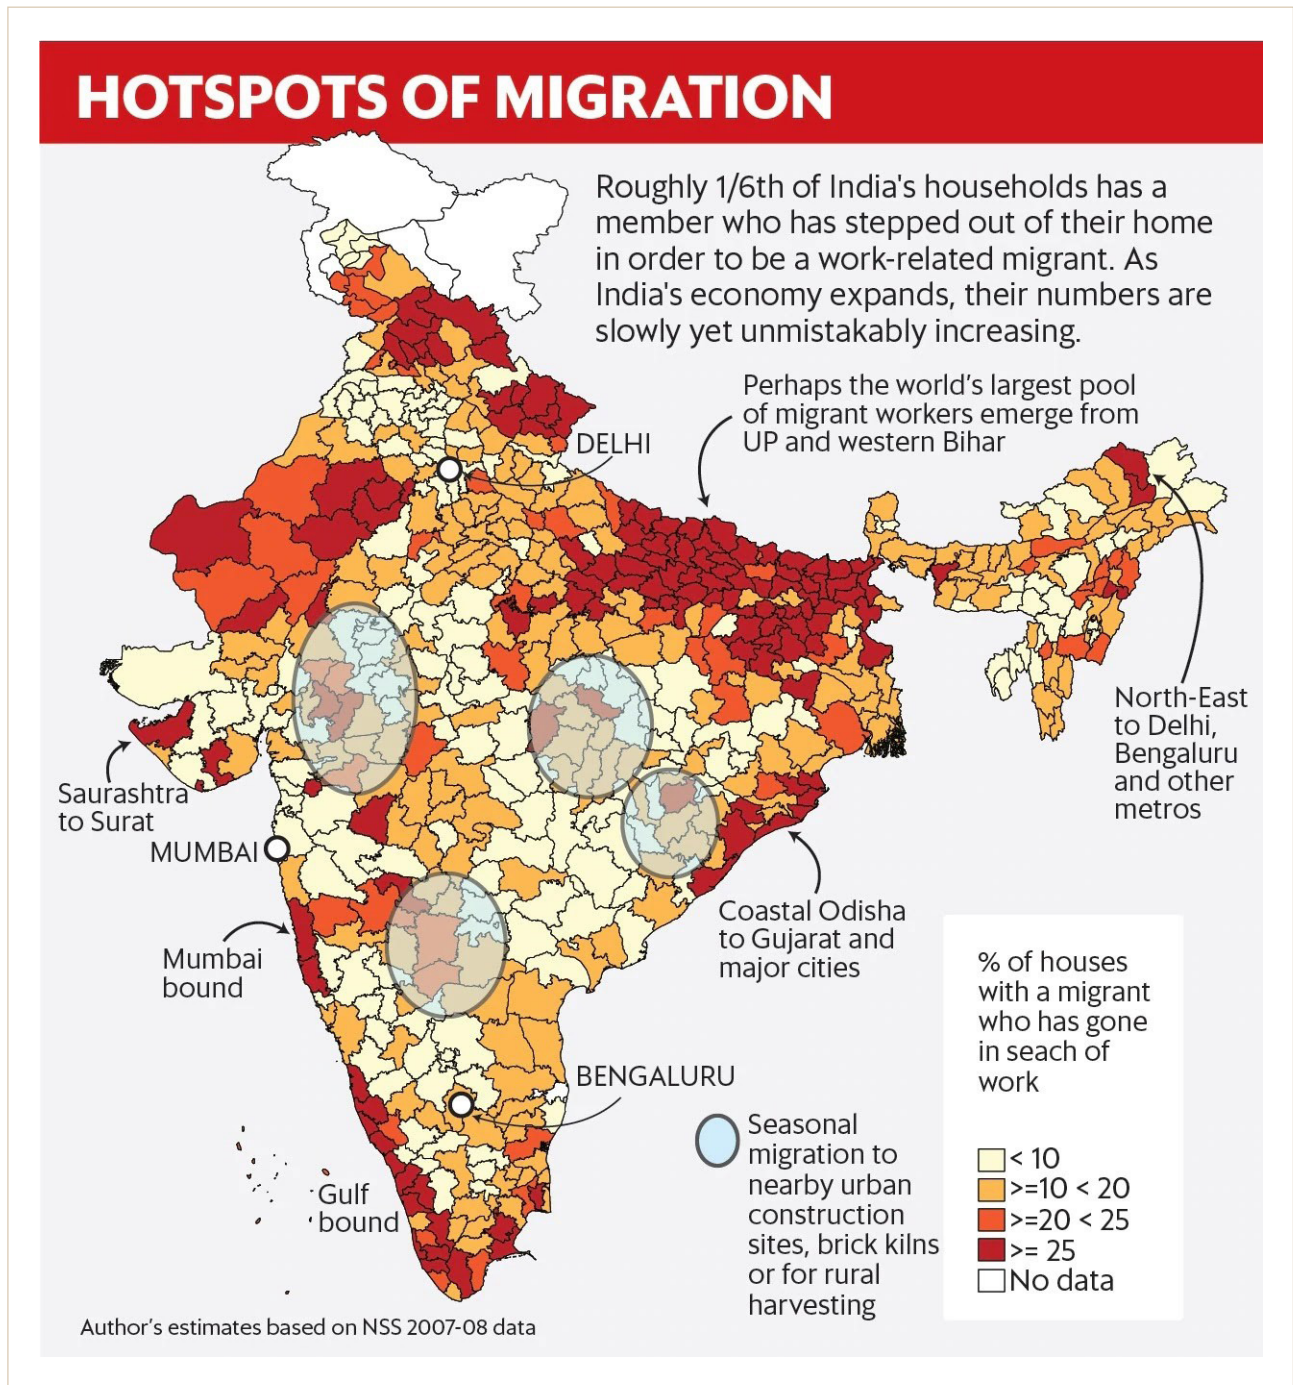 HOTSPOTS OF MIGRATION
Roughly 1/6th of India's households has a
member who has stepped out of their home
in order to be a work-related migrant. As
India's economy expands, their numbers are
slowly yet unmistakably increasing.
Perhaps the world's largest pool
of migrant workers emerge from
UP and western Bihar
DELHI
North-East
to Delhi,
Bengaluru
and other
metros
Saurashtra
to Surat
MUMBAI
Coastal Odisha
to Gujarat and
major cities
Mumbai
bound
BENGALURU
Gulf
bound
Seasonal
migration to
nearby urban
construction
sites, brick kilns
or for rural
harvesting
% of houses
with a migrant
who has gone
in seach of
work
< 10
>=10 < 20
>=20 < 25
>= 25
No data
Author's estimates based on NSS 2007-08 data